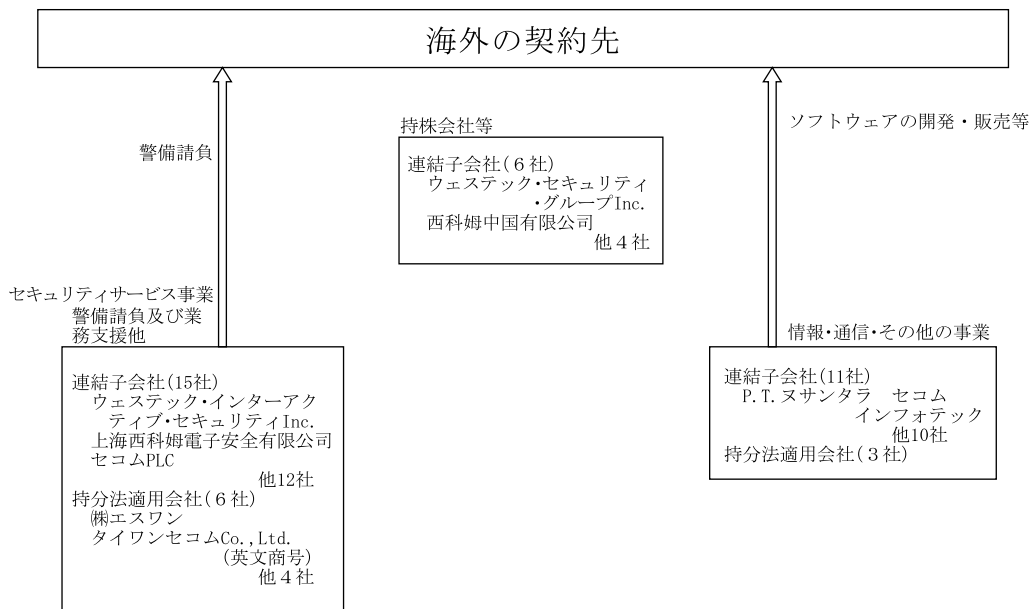 海外の契約先
警備請負
持株会社等
連結子会社(6社)
ウェステック・セキュリティ
・グループInc.
西科姆中国有限公司
他4社
ソフトウェアの開発・販売等
セキュリティサービス事業
警備請負及び業
務支援他
連結子会社(15社)
ウェステック・インターアク
ティブ・セキュリティInc.
上海西科姆電子安全有限公司
セコムPLC
他12社
持分法適用会社(6社)
㈱エスワン
タイワンセコムCo.,Ltd.
(英文商号)
他4社
情報・通信・その他の事業
連結子会社(11社)
P.T.ヌサンタラ　セコム
インフォテック
他10社
持分法適用会社(3社)